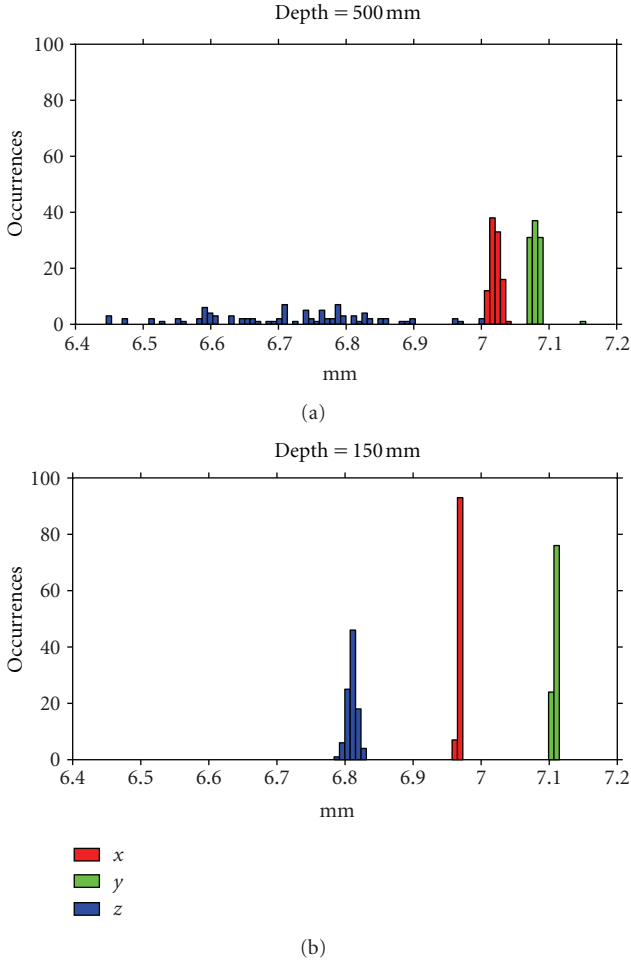 Depth = 500 mm
100
80
60
40
20
0
Occurrences
6.4 6.5 6.6 6.7 6.8 6.9 7 7.1 7.2
mm
(a)
Depth = 150 mm
100
80
60
40
20
0
Occurrences
6.4 6.5 6.6 6.7 6.8 6.9 7 7.1 7.2
mm
x
y
z
(b)